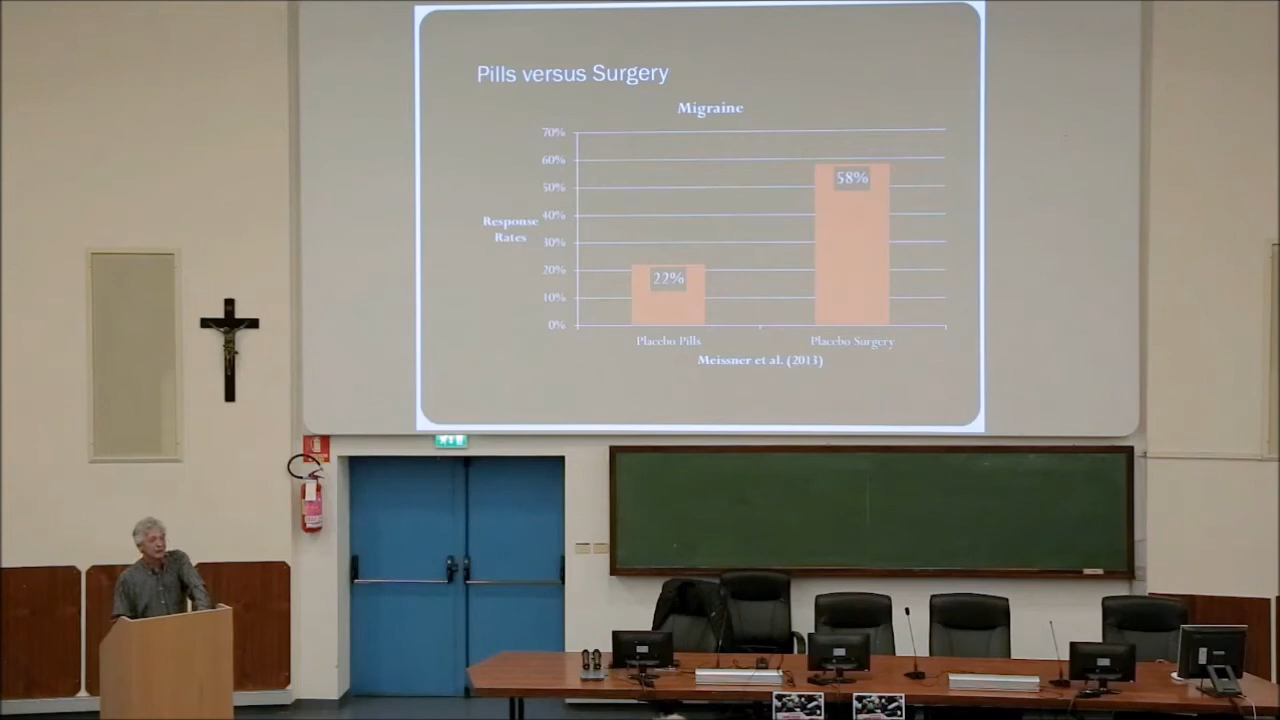 Pills versus Surgery
Migraine
70%
60%
50%
40%
30%
20%
10%
0%
Response
Rates
22%
58%
Placebo Pills
Placebo Surgery
Meissner et al. (2013)